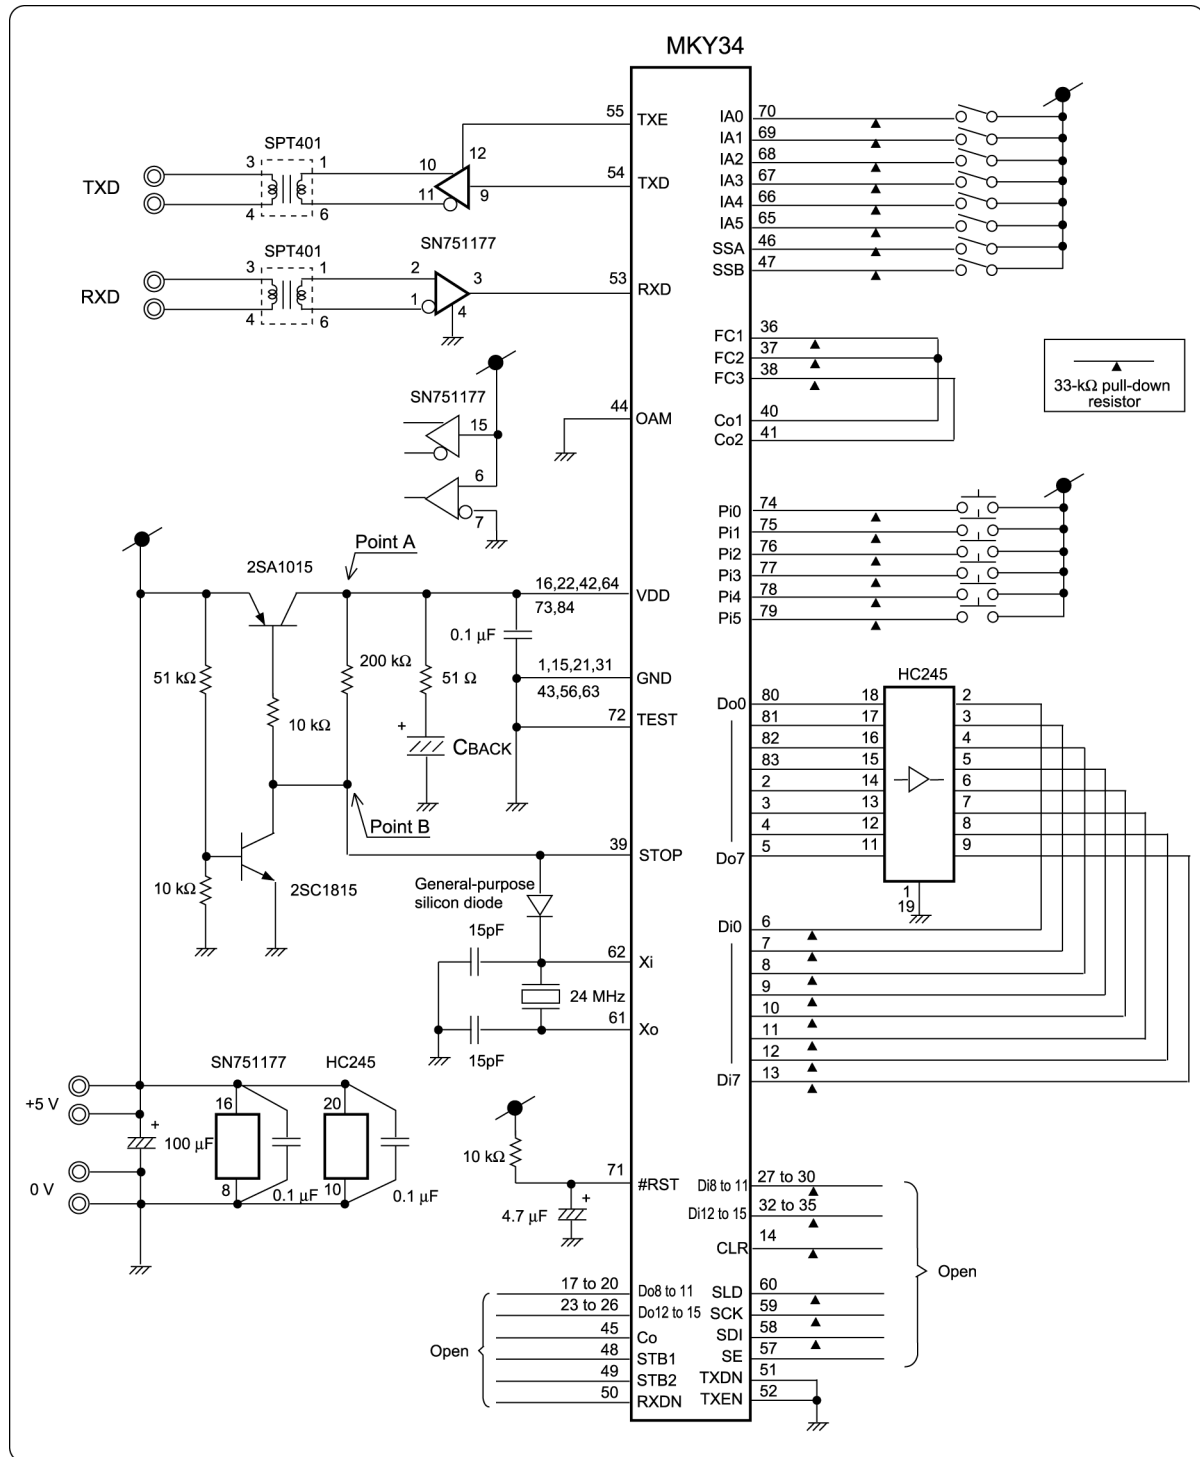 MKY34
TXD
SPT401
3 1
4 6
10 12
11 9
SN751177
RXD
SPT401
3 1
4 6
2 3
1 4
55 TXE
54 TXD
53 RXD
44 OAM
SN751177
15
6
7
Point A
2SA1015
16,22,42,64
VDD
73,84
0.1 µF
51 kΩ
200 kΩ
51 Ω
10 kΩ
+
CBACK
1,15,21,31
GND
43,56,63
72 TEST
Point B
39 STOP
10 kΩ
2SC1815
General-purpose
silicon diode
15pF
62 Xi
24 MHz
61 Xo
15pF
SN751177
HC245
+5 V
16
20
+
100 µF
0 V
8
0.1 µF
10
0.1 µF
10 kΩ
71 #RST
+
4.7 µF
17 to 20 Do8 to 11
23 to 26 Do12 to 15
45 Co
Open
48 STB1
49 STB2
50 RXDN
IA0 70
IA1 69
IA2 68
IA3 67
IA4 66
IA5 65
SSA 46
SSB 47
FC1 36
FC2 37
FC3 38
Co1 40
Co2 41
33-kΩ pull-down
resistor
Pi0 74
Pi1 75
Pi2 76
Pi3 77
Pi4 78
Pi5 79
HC245
Do0 80 18 2
81 17 3
82 16 4
83 15 5
2 14 6
3 13 7
4 12 8
Do7 5 11 9
1
19
Di0 6
7
8
9
10
11
12
Di7 13
Di8 to 11 27 to 30
Di12 to 15 32 to 35
CLR 14
Open
SLD 60
SCK 59
SDI 58
SE 57
TXDN 51
TXEN 52